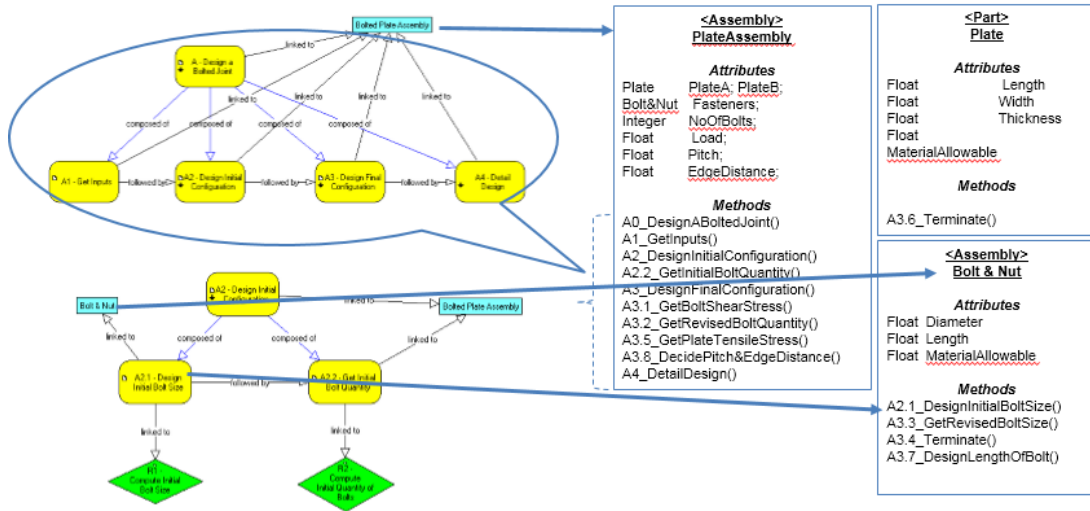 Bolted Plate Assembly
linked to
A - Design a
Bolted Joint
linked to
linked to
linked to
linked to
composed of
composed of
composed of
composed of
A1 - Get Inputs
followed by
A2 - Design Initial
Configuration
followed by
A3 - Design Final
Configuration
followed by
A4 - Detail
Design
A2 - Design Initial
Configuration
Bolt & Nut
linked to
Bolted Plate Assembly
linked to
composed of
composed of
linked to
A2.1 - Design
Initial Bolt Size
followed by
A2.2 - Get Initial
Bolt Quantity
linked to
linked to
R1 -
Compute Initial
Bolt Size
R2 -
Compute
Initial Quantity of
Bolts
<Assembly>
PlateAssembly
Attributes
Plate PlateA; PlateB;
Bolt&Nut Fasteners;
Integer NoOfBolts;
Float Load;
Float Pitch;
Float EdgeDistance;
Methods
A0_DesignABoltedJoint()
A1_GetInputs()
A2_DesignInitialConfiguration()
A2.2_GetInitialBoltQuantity()
A3_DesignFinalConfiguration()
A3.1_GetBoltShearStress()
A3.2_GetRevisedBoltQuantity()
A3.5_GetPlateTensileStress()
A3.8_DecidePitch&EdgeDistance()
A4_DetailDesign()
<Part>
Plate
Attributes
Float Length
Float Width
Float Thickness
Float
MaterialAllowable
Methods
A3.6_Terminate()
<Assembly>
Bolt & Nut
Attributes
Float Diameter
Float Length
Float MaterialAllowable
Methods
A2.1_DesignInitialBoltSize()
A3.3_GetRevisedBoltSize()
A3.4_Terminate()
A3.7_DesignLengthOfBolt()